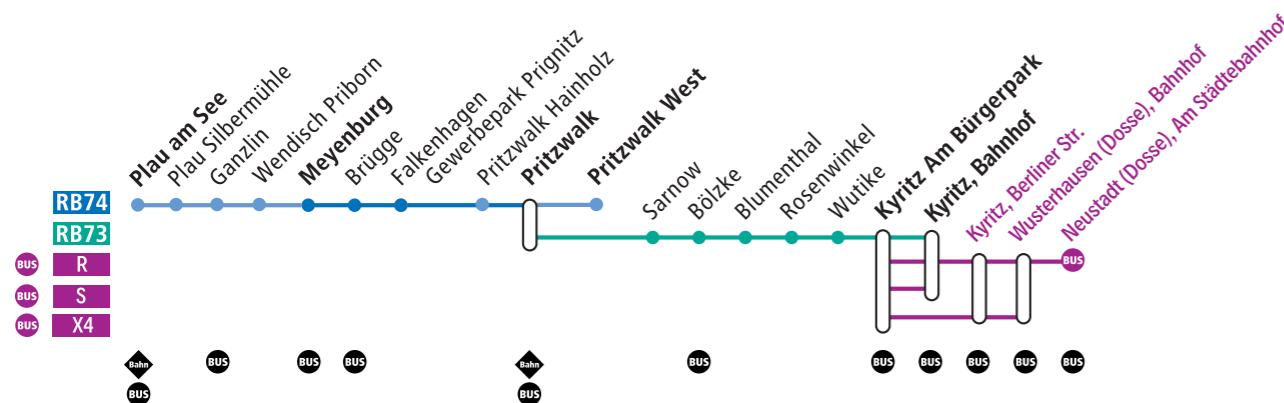 Plau am See
Plau Silbermühle
Ganzlin
Wendisch Priborn
Meyenburg
Brügge
Falkenhagen
Gewerbepark Prignitz
Pritzwalk Hainholz
Pritzwalk
Pritzwalk West
Sarnow
Bölzke
Blumenthal
Rosenwinkel
Wutike
Kyritz Am Bürgerpark
Kyritz, Bahnhof
Kyritz, Berliner Str.
Wusterhausen (Dosse), Bahnhof
Neustadt (Dosse), Am Städtebahnhof
RB74
RB73
BUS R BUS
BUS S
BUS X4
Bahn BUS BUS BUS Bahn BUS BUS BUS BUS BUS BUS
BUS BUS